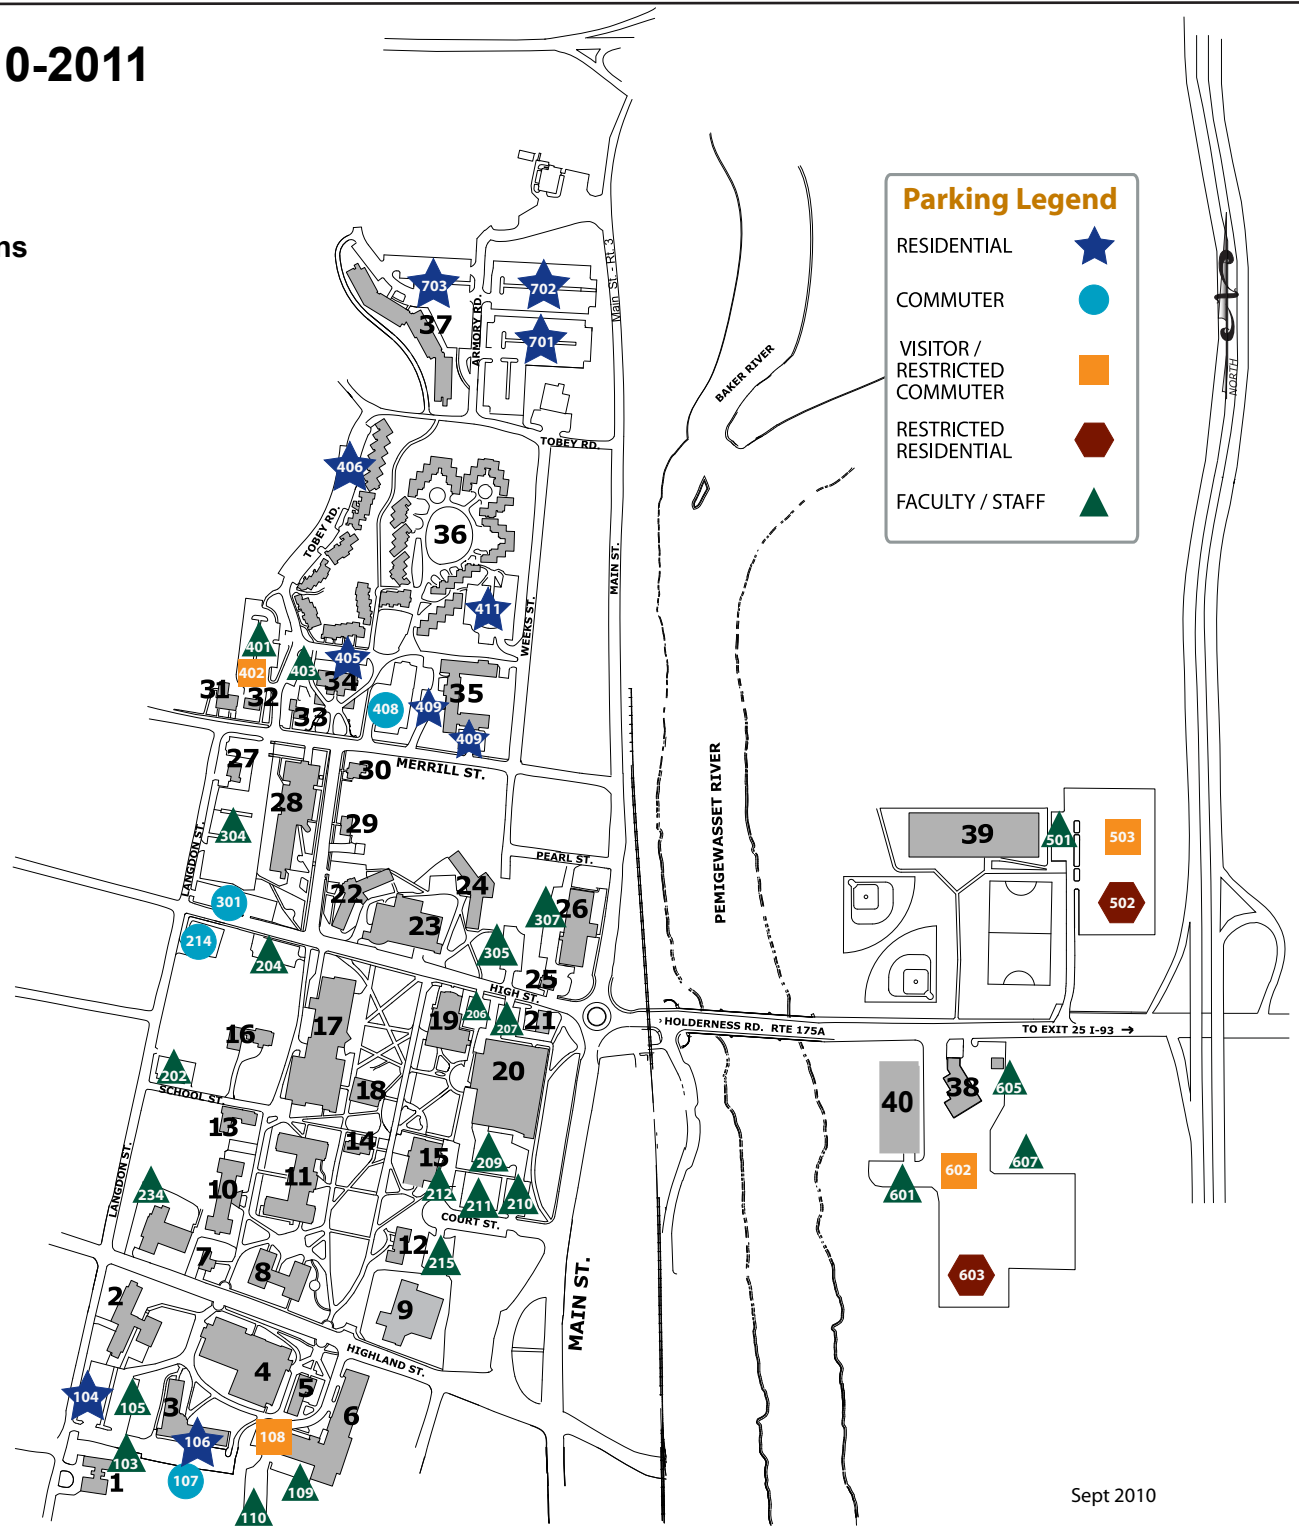 0-2011
ns
Parking Legend
RESIDENTIAL
COMMUTER
VISITOR /
RESTRICTED
COMMUTER
RESTRICTED
RESIDENTIAL
FACULTY / STAFF
NORTH
703
702
701
37
ARMORY RD.
Main St. - Rt. 3
BAKER RIVER
TOBEY RD.
406
TOBEY RD.
36
MAIN ST.
411
WEEKS ST.
401
402
403
405
34
31
32
33
408
409
35
409
27
30
MERRILL ST.
28
29
304
LANGDON ST.
PEMIGEWASSET RIVER
PEARL ST.
22
24
23
26
307
305
301
214
204
25
HIGH ST.
39
501
503
502
HOLDERNESS RD. RTE 175A
TO EXIT 25 I-93
16
17
19
206
207
21
20
202
SCHOOL ST.
18
13
14
15
209
212
211
210
COURT ST.
40
38
605
607
602
601
603
LANGDON ST.
234
10
11
7
8
12
215
9
MAIN ST.
2
HIGHLAND ST.
4
5
6
104
105
3
106
108
103
1
107
109
110
Sept 2010